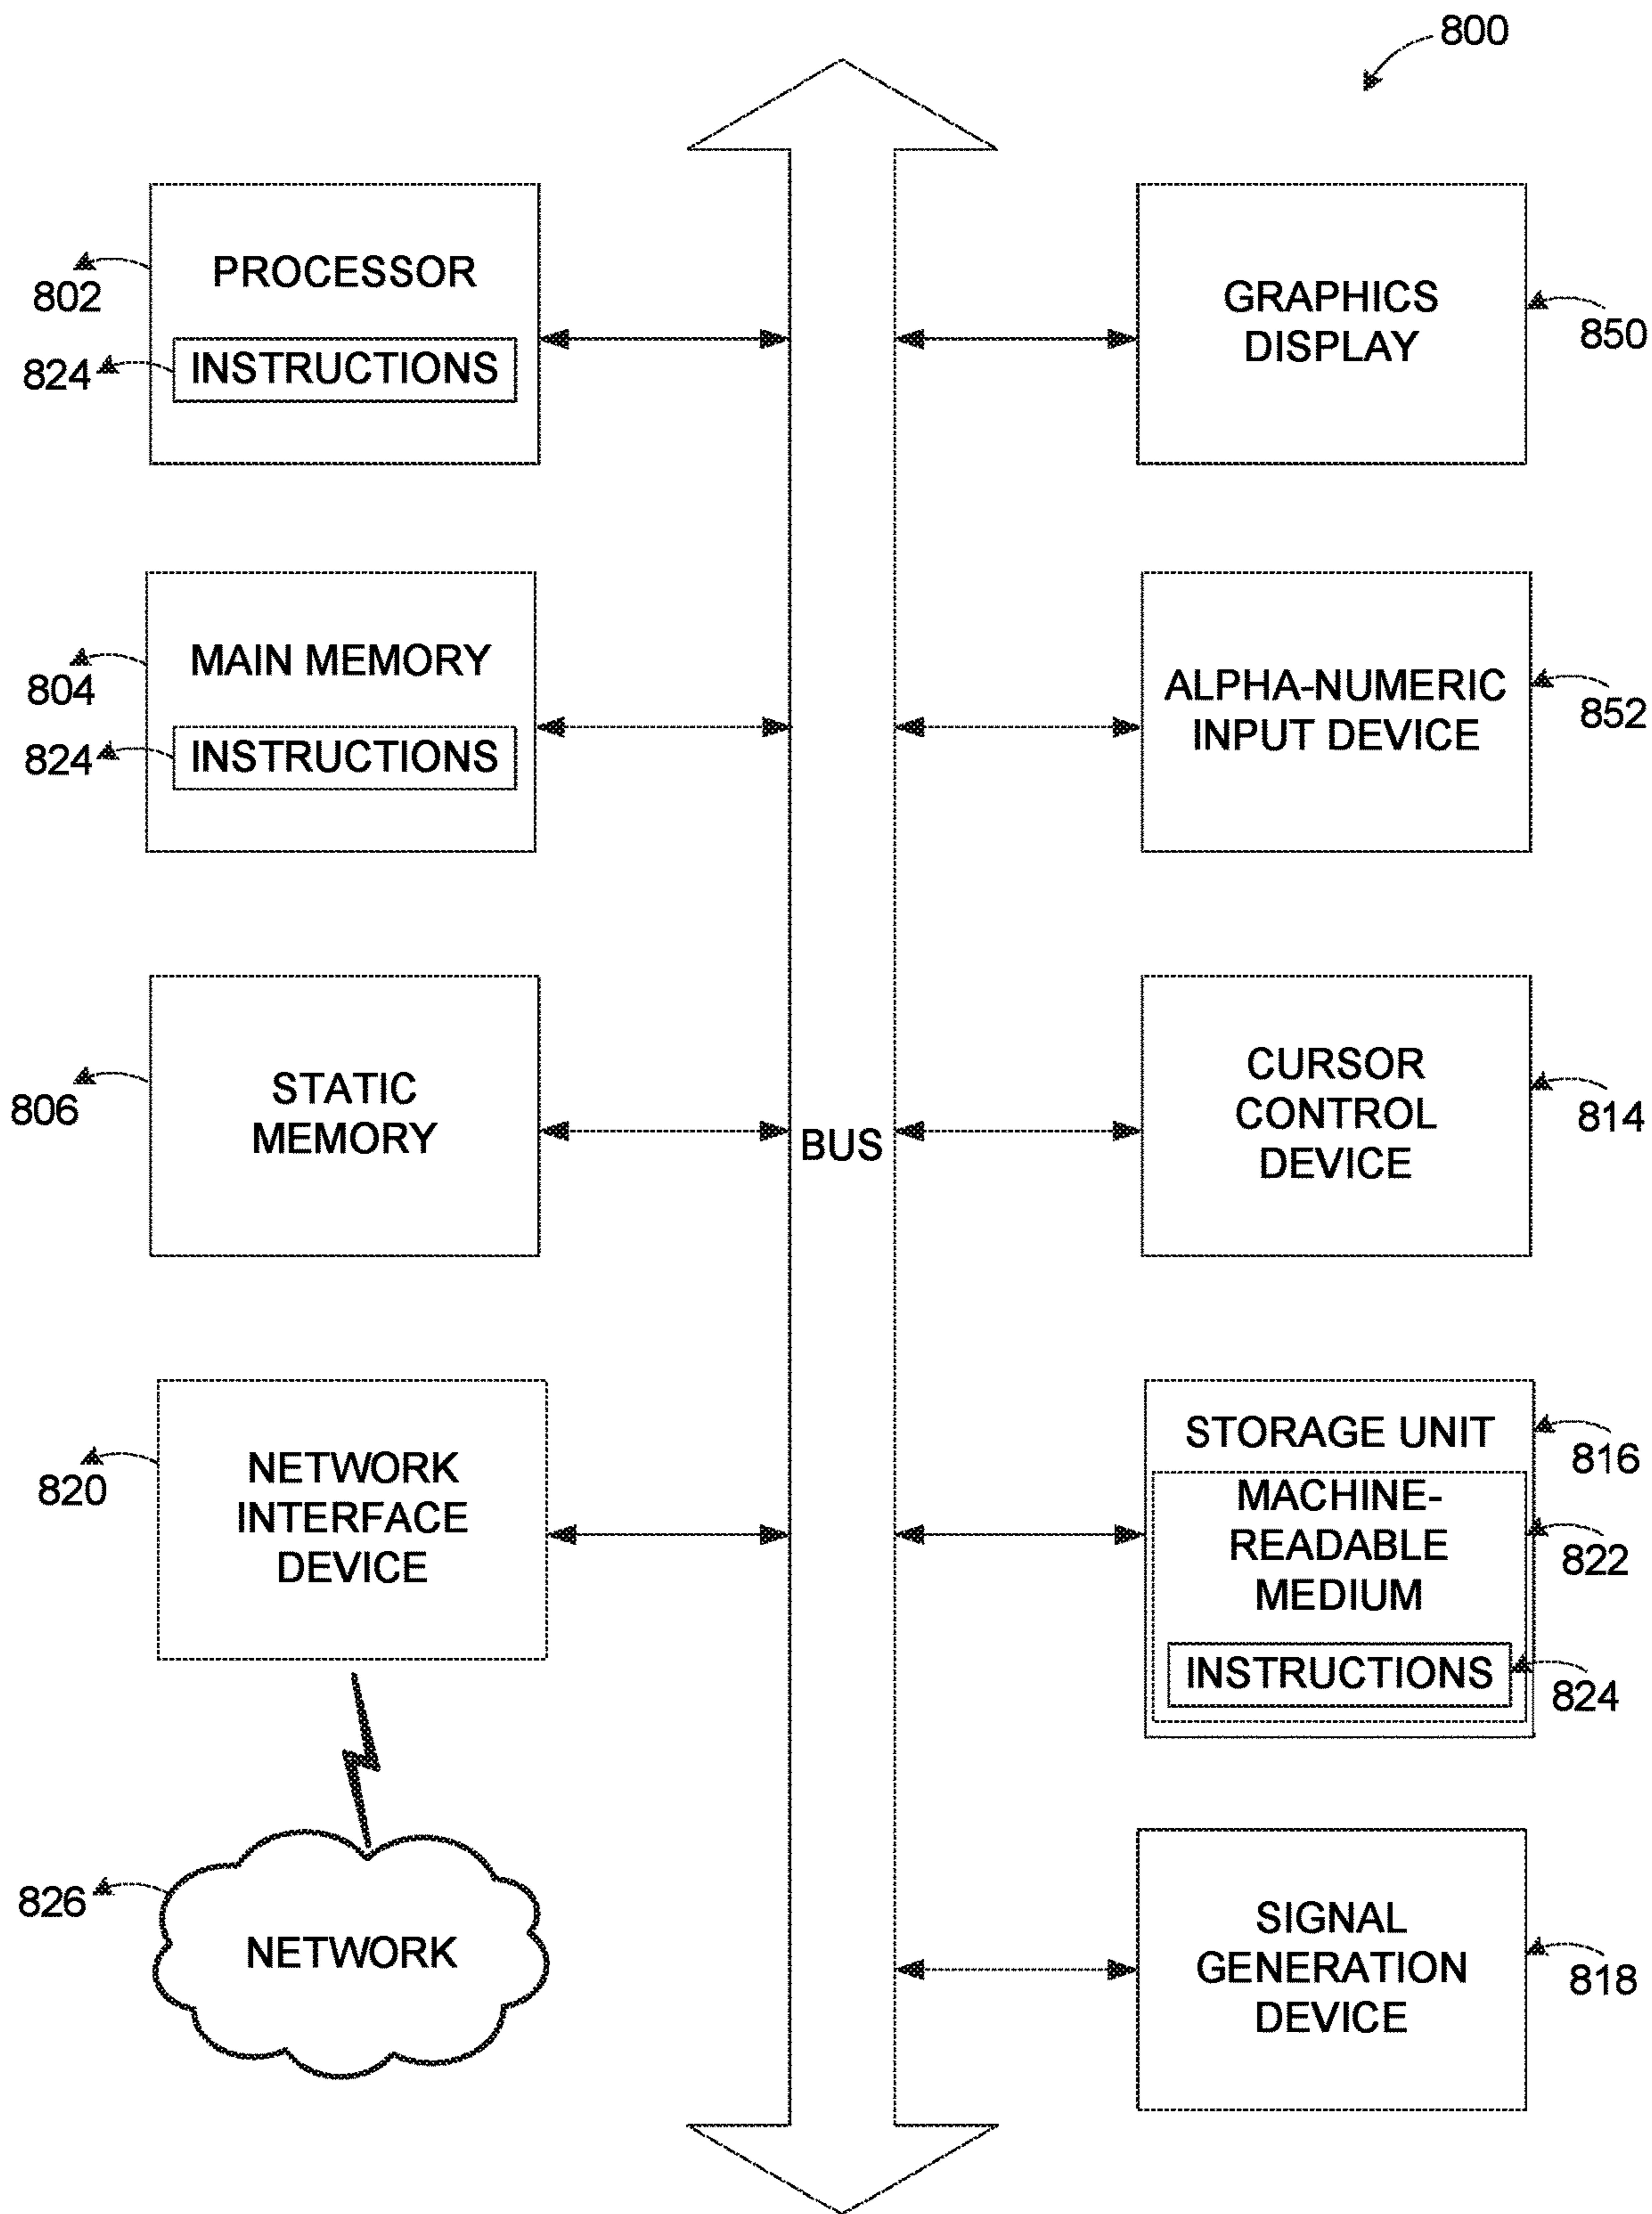 800
PROCESSOR
802
824
INSTRUCTIONS
GRAPHICS
DISPLAY
850
MAIN MEMORY
804
824
INSTRUCTIONS
ALPHA-NUMERIC
INPUT DEVICE
852
806
STATIC
MEMORY
BUS
CURSOR
CONTROL
DEVICE
814
820
NETWORK
INTERFACE
DEVICE
STORAGE UNIT
816
MACHINE-
READABLE
MEDIUM
822
INSTRUCTIONS
824
826
NETWORK
SIGNAL
GENERATION
DEVICE
818